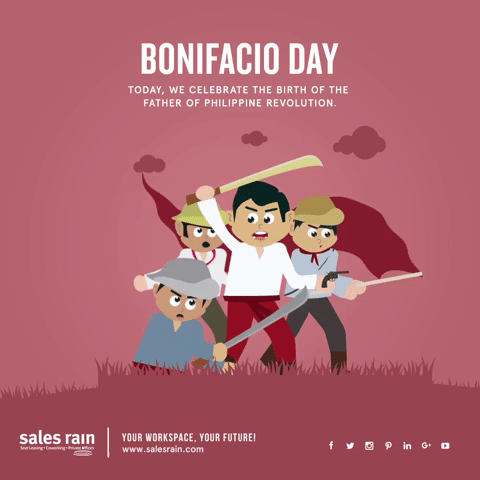 BONIFACIO DAY
TODAY, WE CELEBRATE THE BIRTH OF THE
FATHER OF PHILIPPINE REVOLUTION.
sales rain
Seat Leasing • Coworking • Private Offices
YOUR WORKSPACE, YOUR FUTURE!
www.salesrain.com